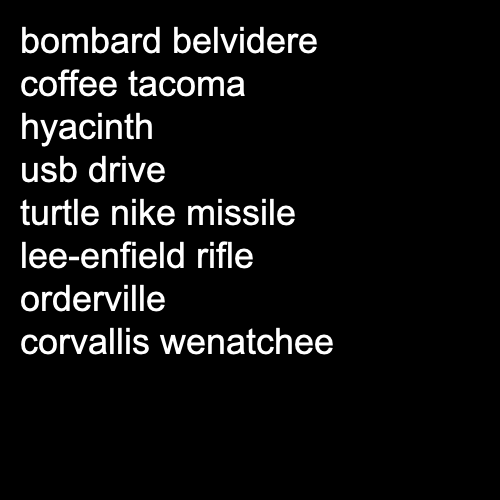 bombard belvidere
coffee tacoma
hyacinth
usb drive
turtle nike missile
lee-enfield rifle
orderville
corvallis wenatchee